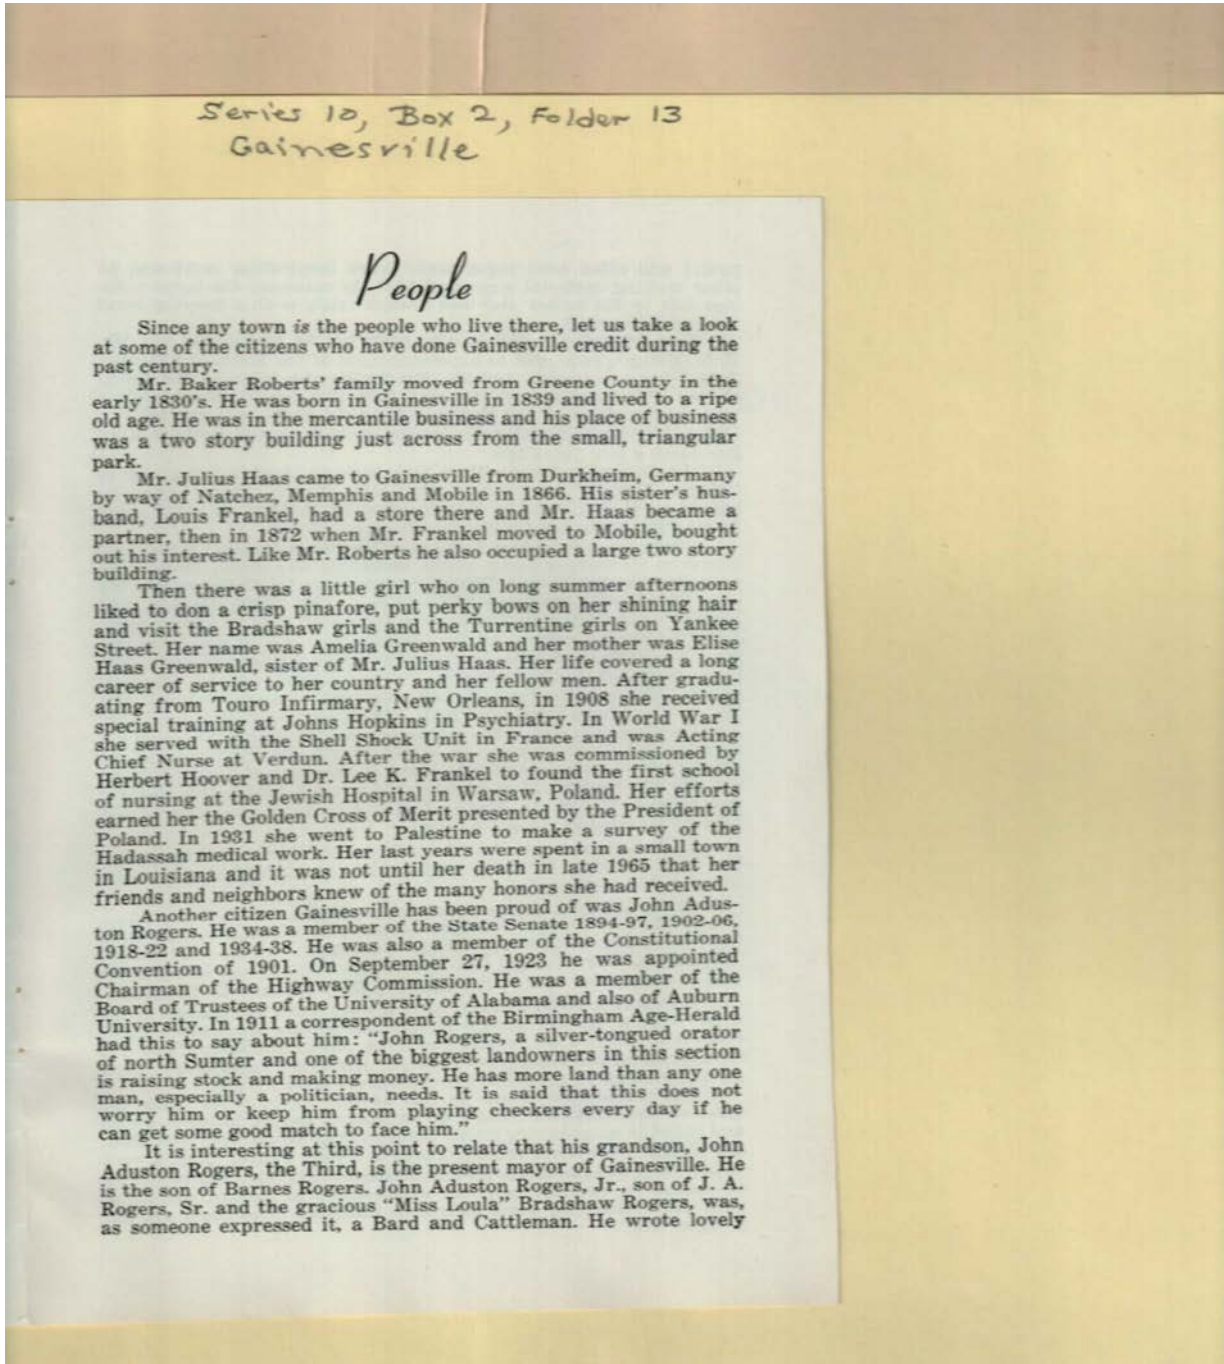 Series 10, Box 2, Folder 13
Gainesville
People
Since any town is the people who live there, let us take a look
at some of the citizens who have done Gainesville credit during the
past century.
Mr. Baker Roberts' family moved from Greene County in the
early 1830's. He was born in Gainesville in 1839 and lived to a ripe
old age. He was in the mercantile business and his place of business
was a two story building just across from the small, triangular
park.
Mr. Julius Haas came to Gainesville from Durkheim, Germany
by way of Natchez, Memphis and Mobile in 1866. His sister's hus-
band, Louis Frankel, had a store there and Mr. Haas became a
partner, then in 1872 when Mr. Frankel moved to Mobile, bought
out his interest. Like Mr. Roberts he also occupied a large two story
building.
Then there was a little girl who on long summer afternoons
liked to don a crisp pinafore, put perky bows on her shining hair
and visit the Bradshaw girls and the Turrentine girls on Yankee
Street. Her name was Amelia Greenwald and her mother was Elise
Haas Greenwald, sister of Mr. Julius Haas. Her life covered a long
career of service to her country and her fellow men. After gradu-
ating from Touro Infirmary, New Orleans, in 1908 she received
special training at Johns Hopkins in Psychiatry. In World War I
she served with the Shell Shock Unit in France and was Acting
Chief Nurse at Verdun. After the war she was commissioned by
Herbert Hoover and Dr. Lee K. Frankel to found the first school
of nursing at the Jewish Hospital in Warsaw, Poland. Her efforts
earned her the Golden Cross of Merit presented by the President of
Poland. In 1931 she went to Palestine to make a survey of the
Hadassah medical work. Her last years were spent in a small town
in Louisiana and it was not until her death in late 1965 that her
friends and neighbors knew of the many honors she had received.
Another citizen Gainesville has been proud of was John Adus-
ton Rogers. He was a member of the State Senate 1894-97, 1902-06,
1918-22 and 1934-38. He was also a member of the Constitutional
Convention of 1901. On September 27, 1923 he was appointed
Chairman of the Highway Commission. He was a member of the
Board of Trustees of the University of Alabama and also of Auburn
University. In 1911 a correspondent of the Birmingham Age-Herald
had this to say about him: "John Rogers, a silver-tongued orator
of north Sumter and one of the biggest landowners in this section
is raising stock and making money. He has more land than any one
man, especially a politician, needs. It is said that this does not
worry him or keep him from playing checkers every day if he
can get some good match to face him."
It is interesting at this point to relate that his grandson, John
Aduston Rogers, the Third, is the present mayor of Gainesville. He
is the son of Barnes Rogers. John Aduston Rogers, Jr., son of J. A.
Rogers, Sr. and the gracious "Miss Loula" Bradshaw Rogers, was,
as someone expressed it, a Bard and Cattleman. He wrote lovely